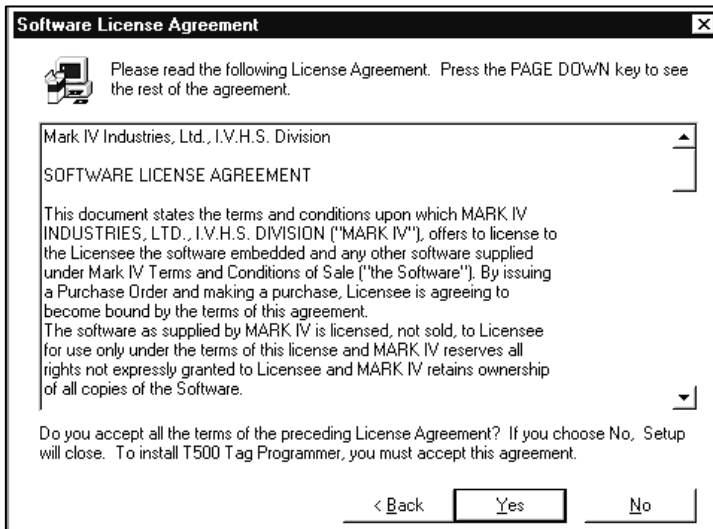 Software License Agreement
Please read the following License Agreement. Press the PAGE DOWN key to see
the rest of the agreement.
Mark IV Industries, Ltd., I.V.H.S. Division
SOFTWARE LICENSE AGREEMENT
This document states the terms and conditions upon which MARK IV
INDUSTRIES, LTD., I.V.H.S. DIVISION ("MARK IV"), offers to license to
the Licensee the software embedded and any other software supplied
under Mark IV Terms and Conditions of Sale ("the Software"). By issuing
a Purchase Order and making a purchase, Licensee is agreeing to
become bound by the terms of this agreement.
The software as supplied by MARK IV is licensed, not sold, to Licensee
for use only under the terms of this license and MARK IV reserves all
rights not expressly granted to Licensee and MARK IV retains ownership
of all copies of the Software.
Do you accept all the terms of the preceding License Agreement? If you choose No, Setup
will close. To install T500 Tag Programmer, you must accept this agreement.
< Back Yes No